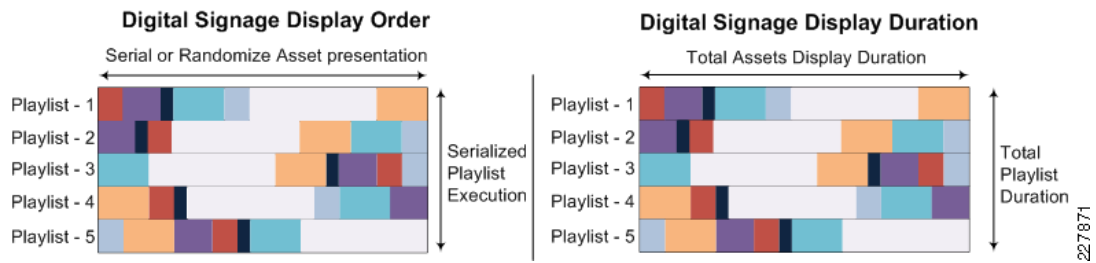 Digital Signage Display Order
Serial or Randomize Asset presentation
Playlist - 1
Playlist - 2
Playlist - 3
Playlist - 4
Playlist - 5
Serialized
Playlist
Execution
Digital Signage Display Duration
Total Assets Display Duration
Playlist - 1
Playlist - 2
Playlist - 3
Playlist - 4
Playlist - 5
Total
Playlist
Duration
227871